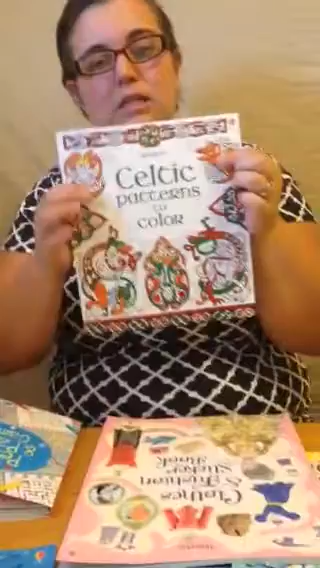 Celtic
patterns
to
color
Clothes
& Fashion
Sticker
Book